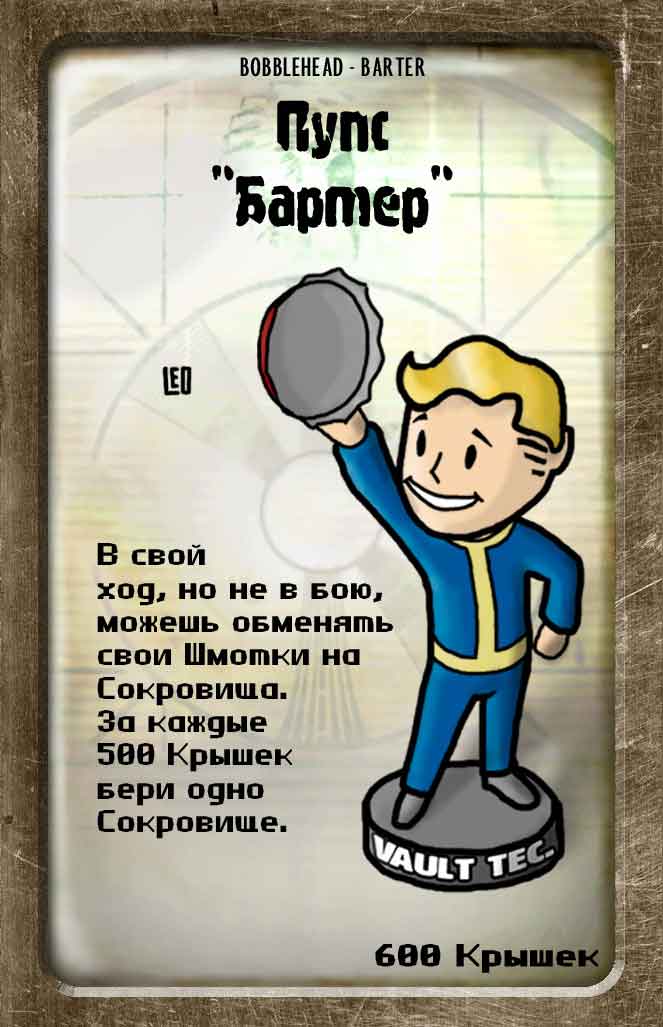 BOBBLEHEAD - BARTER
Пупс
"Бартер"
LEO
В свой
ход, но не в бою,
можешь обменять
свои Шмотки на
Сокровища.
За каждые
500 Крышек
бери одно
Сокровище.
VAULT TEC.
600 Крышек